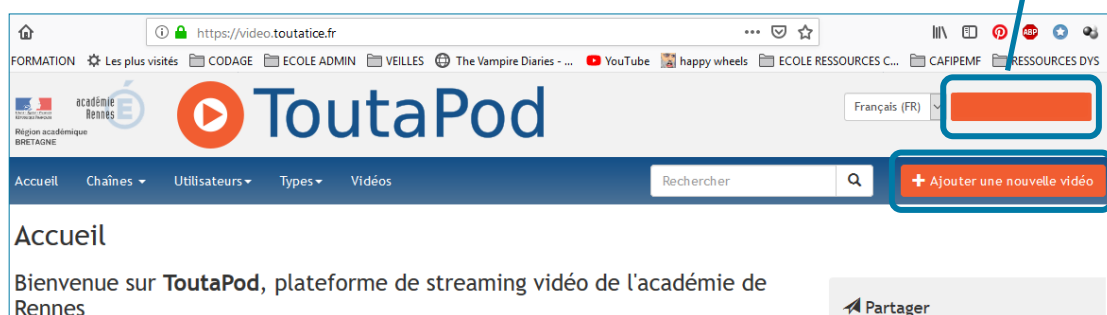 https://video.toutatice.fr
FORMATION Les plus visités CODAGE ECOLE ADMIN VEILLES The Vampire Diaries - ... YouTube happy wheels ECOLE RESSOURCES C... CAFIPEMF RESSOURCES DYS
ABP
académie
Rennes
Région académique
BRETAGNE
ToutaPod
Français (FR)
Accueil Chaînes Utilisateurs Types Vidéos Rechercher + Ajouter une nouvelle vidéo
Accueil
Bienvenue sur ToutaPod, plateforme de streaming vidéo de l'académie de
Rennes
Partager